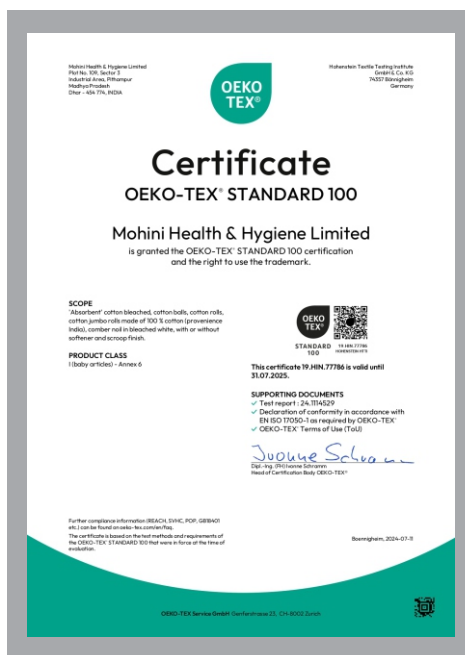 Mohini Health & Hygiene Limited
Plot No. 109, Sector 3
Industrial Area, Pithampur
Madhya Pradesh
Dhar - 454 774, INDIA
OEKO
TEX®
Hohenstein Textile Testing Institute
GmbH & Co. KG
74357 Bönnigheim
Germany
Certificate
OEKO-TEX® STANDARD 100
Mohini Health & Hygiene Limited
is granted the OEKO-TEX® STANDARD 100 certification
and the right to use the trademark.
SCOPE
"Absorbent" cotton bleached, cotton balls, cotton rolls,
cotton jumbo rolls made of 100 % cotton (provenience
India), comber noil in bleached white, with or without
softener and scroop finish.
PRODUCT CLASS
I (baby articles) - Annex 6
OEKO
TEX®
STANDARD
100
19.HIN.77786
HOHENSTEIN HTTI
This certificate 19.HIN.77786 is valid until
31.07.2025.
SUPPORTING DOCUMENTS
✓ Test report : 24.1114529
✓ Declaration of conformity in accordance with
EN ISO 17050-1 as required by OEKO-TEX®
✓ OEKO-TEX® Terms of Use (ToU)
Ivonne Schramm
Dipl.-Ing. (FH) Ivonne Schramm
Head of Certification Body OEKO-TEX®
Further compliance information (REACH, SVHC, POP, GB18401
etc.) can be found on oeko-tex.com/en/faq.
The certificate is based on the test methods and requirements of
the OEKO-TEX® STANDARD 100 that were in force at the time of
evaluation.
Boennigheim, 2024-07-11
OEKO-TEX Service GmbH Genferstrasse 23, CH-8002 Zurich